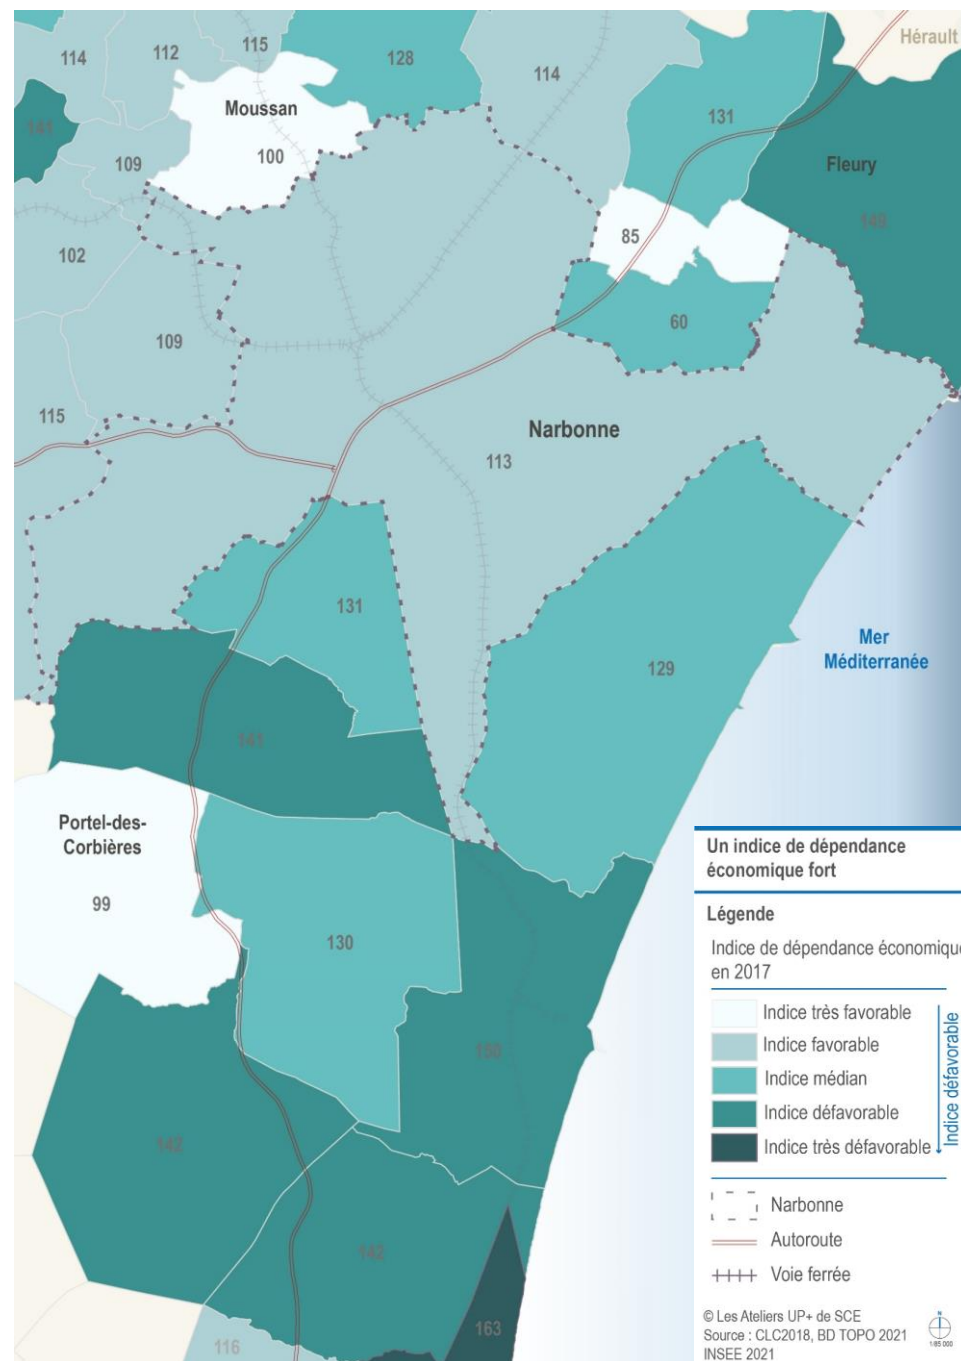 Hérault
115
112
114
128
114
Moussan
131
141
100
109
Fleury
149
85
102
60
109
115
Narbonne
113
131
Mer
Méditerranée
129
141
Portel-des-
Corbières
99
130
150
142
142
163
116
Un indice de dépendance
économique fort
Légende
Indice de dépendance économique
en 2017
Indice très favorable
Indice favorable
Indice médian
Indice défavorable
Indice très défavorable
Indice défavorable
Narbonne
Autoroute
Voie ferrée
© Les Ateliers UP+ de SCE
Source : CLC2018, BD TOPO 2021
INSEE 2021
N
1:85 000